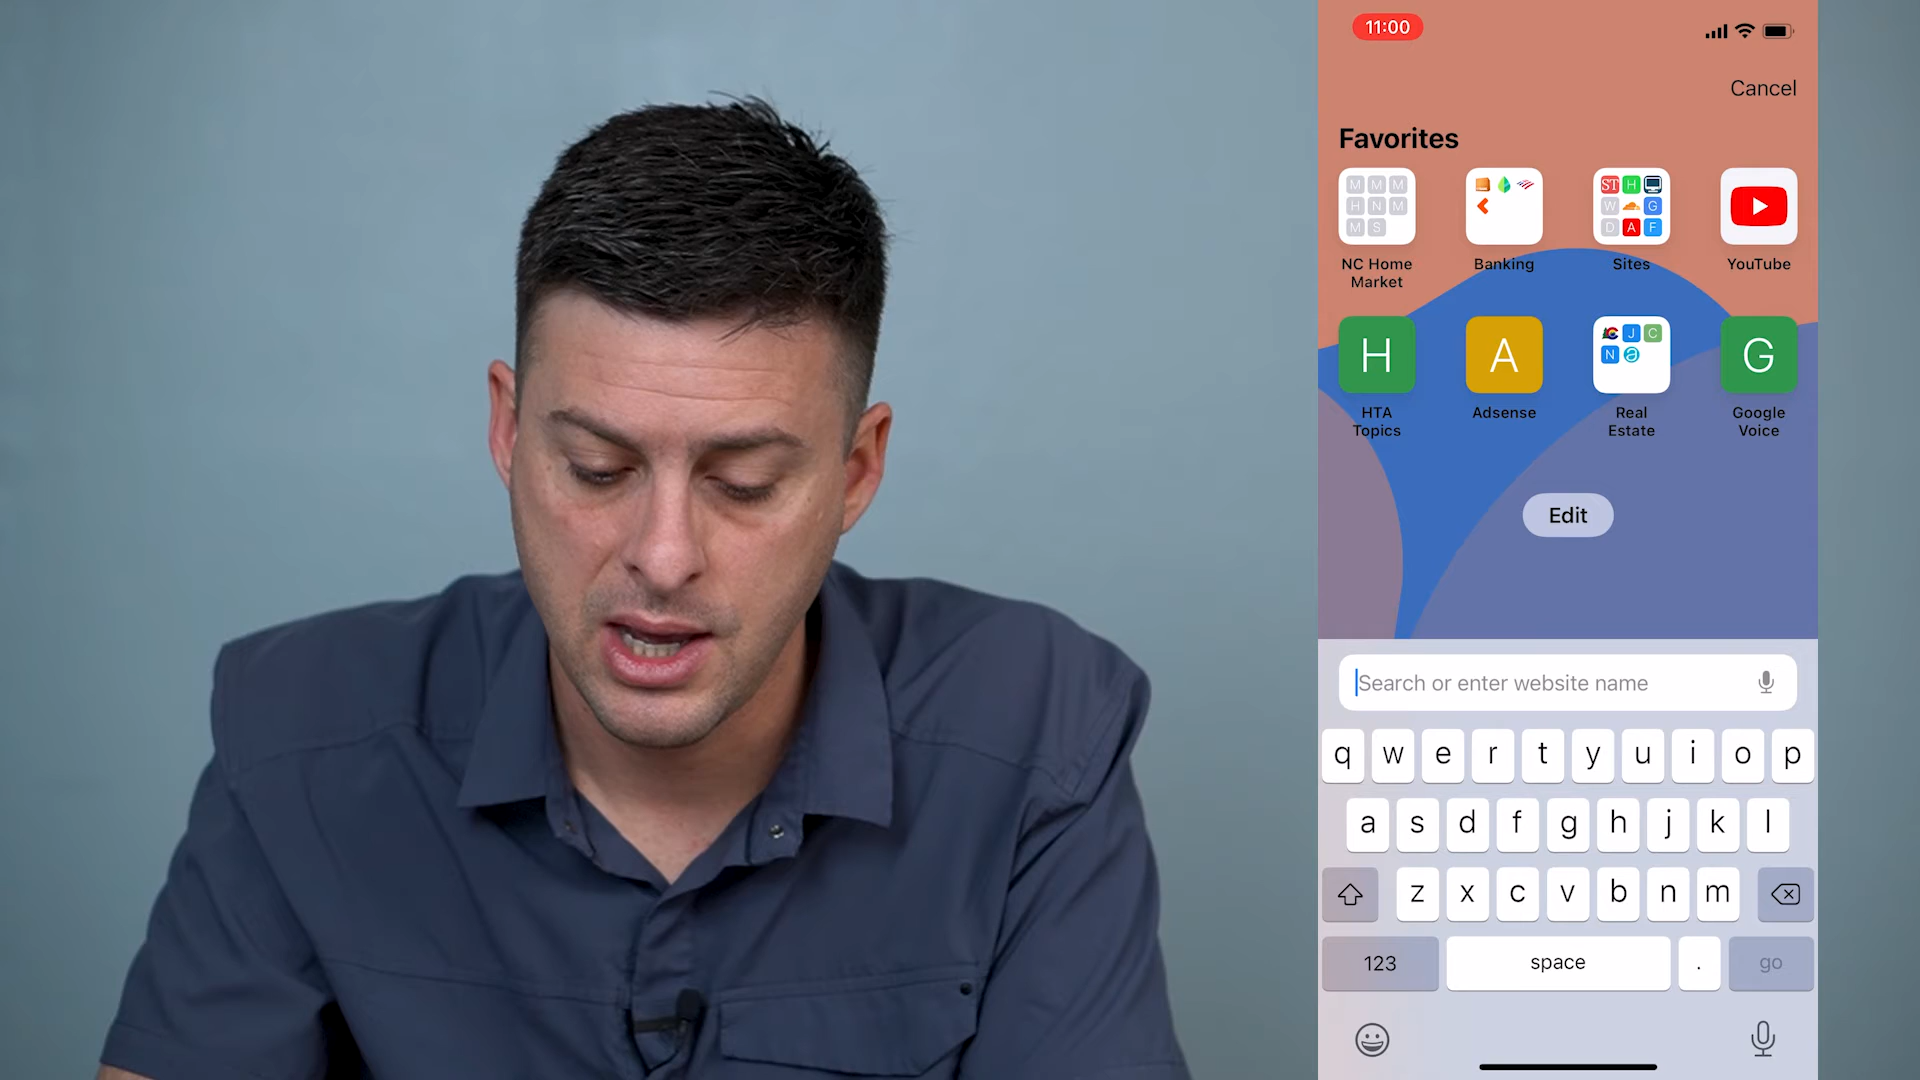 11:00
Cancel
Favorites
M M M
H N M
M S
ST H
W G
D A F
NC Home
Market
Banking
Sites
YouTube
H
A
C J C
N a
G
HTA
Topics
Adsense
Real
Estate
Google
Voice
Edit
Search or enter website name
q w e r t y u i o p
a s d f g h j k l
z x c v b n m
123 space . go